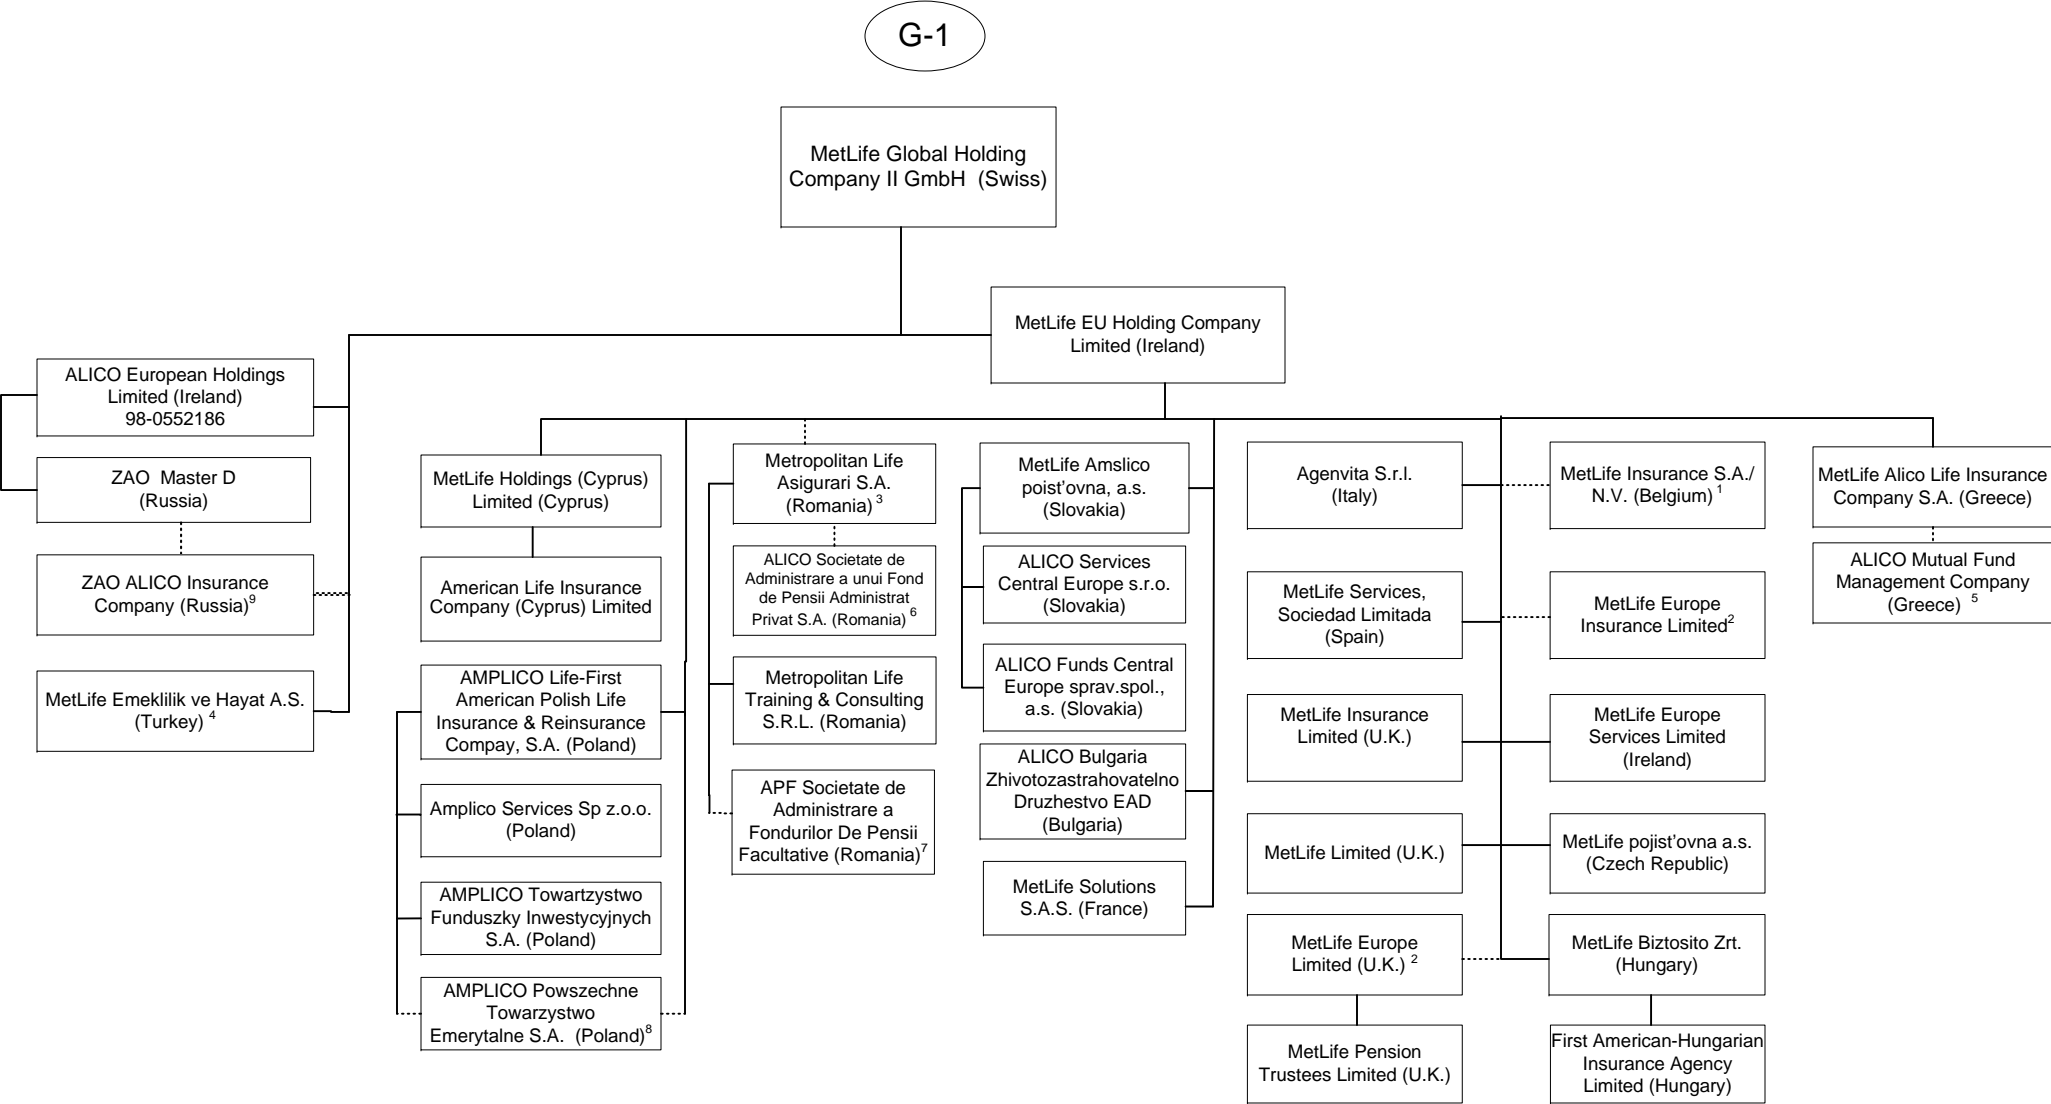 G-1
MetLife Global Holding
Company II GmbH (Swiss)
MetLife EU Holding Company
Limited (Ireland)
ALICO European Holdings
Limited (Ireland)
98-0552186
ZAO Master D
(Russia)
ZAO ALICO Insurance
Company (Russia)9
MetLife Emeklilik ve Hayat A.S.
(Turkey) 4
MetLife Holdings (Cyprus)
Limited (Cyprus)
American Life Insurance
Company (Cyprus) Limited
AMPLICO Life-First
American Polish Life
Insurance & Reinsurance
Compay, S.A. (Poland)
Amplico Services Sp z.o.o.
(Poland)
AMPLICO Towartzystwo
Funduszky Inwestycyjnych
S.A. (Poland)
AMPLICO Powszechne
Towarzystwo
Emerytalne S.A. (Poland)8
Metropolitan Life
Asigurari S.A.
(Romania) 3
ALICO Societate de
Administrare a unui Fond
de Pensii Administrat
Privat S.A. (Romania) 6
Metropolitan Life
Training & Consulting
S.R.L. (Romania)
APF Societate de
Administrare a
Fondurilor De Pensii
Facultative (Romania)7
MetLife Amslico
poist'ovna, a.s.
(Slovakia)
ALICO Services
Central Europe s.r.o.
(Slovakia)
ALICO Funds Central
Europe sprav.spol.,
a.s. (Slovakia)
ALICO Bulgaria
Zhivotozastrahovatelno
Druzhestvo EAD
(Bulgaria)
MetLife Solutions
S.A.S. (France)
Agenvita S.r.l.
(Italy)
MetLife Services,
Sociedad Limitada
(Spain)
MetLife Insurance
Limited (U.K.)
MetLife Limited (U.K.)
MetLife Europe
Limited (U.K.) 2
MetLife Pension
Trustees Limited (U.K.)
MetLife Insurance S.A./
N.V. (Belgium) 1
MetLife Europe
Insurance Limited2
MetLife Europe
Services Limited
(Ireland)
MetLife pojist'ovna a.s.
(Czech Republic)
MetLife Biztosito Zrt.
(Hungary)
First American-Hungarian
Insurance Agency
Limited (Hungary)
MetLife Alico Life Insurance
Company S.A. (Greece)
ALICO Mutual Fund
Management Company
(Greece) 5